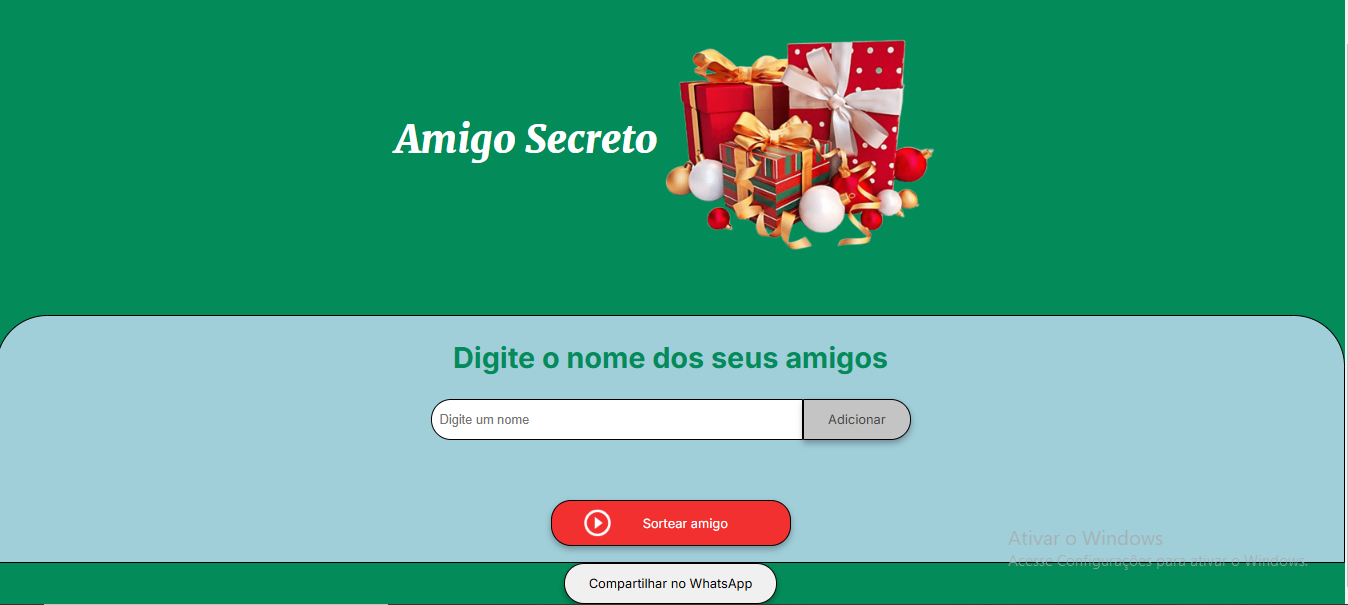 Amigo Secreto
Digite o nome dos seus amigos
Digite um nome
Adicionar
Sortear amigo
Ativar o Windows
Acesse Configurações para ativar o Windows.
Compartilhar no WhatsApp